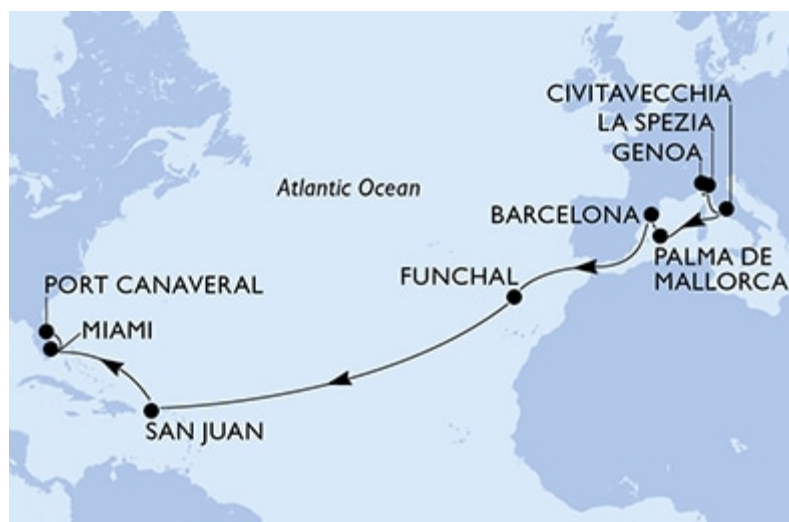 CIVITAVECCHIA
LA SPEZIA
GENOA
Atlantic Ocean
BARCELONA
PALMA DE
MALLORCA
FUNCHAL
PORT CANAVERAL
MIAMI
SAN JUAN